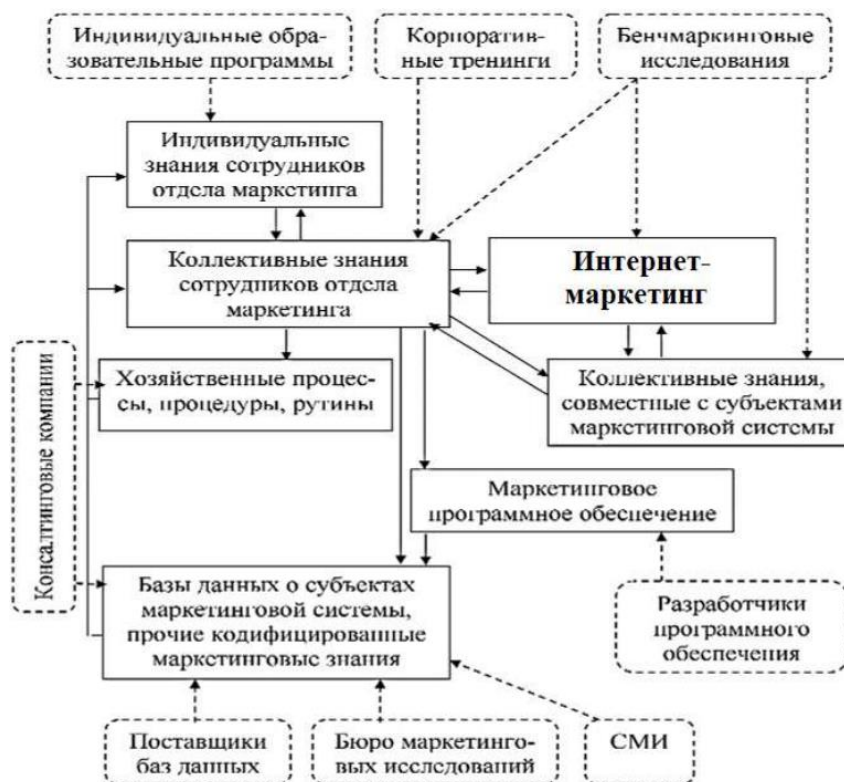 Индивидуальные обра-
зовательные программы
Корпоратив-
ные тренинги
Бенчмаркинговые
исследования
Индивидуальные
знания сотрудников
отдела маркетинга
Коллективные знания
сотрудников отдела
маркетинга
Интернет-
маркетинг
Консалтинговые компании
Хозяйственные процес-
сы, процедуры, рутины
Коллективные знания,
совместные с субъектами
маркетинговой системы
Маркетинговое
программное обеспечение
Базы данных о субъектах
маркетинговой системы,
прочие кодифицированные
маркетинговые знания
Разработчики
программного
обеспечения
Поставщики
баз данных
Бюро маркетинго-
вых исследований
СМИ